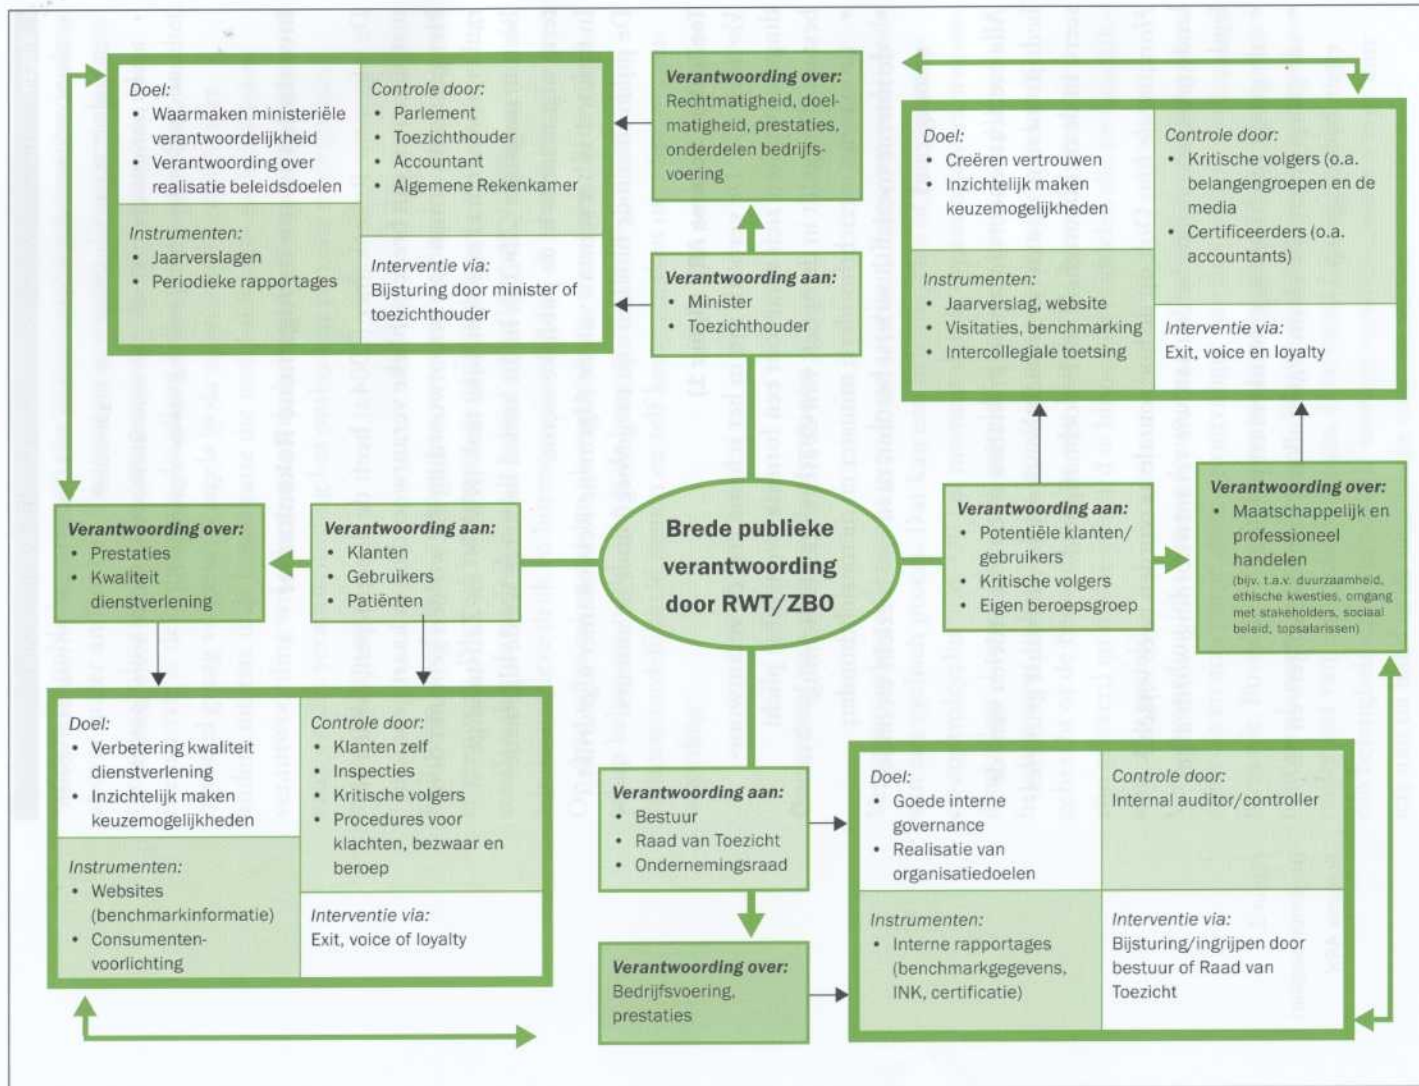 Doel:
• Waarmaken ministeriële
verantwoordelijkheid
• Verantwoording over
realisatie beleidsdoelen
Controle door:
• Parlement
• Toezichthouder
• Accountant
• Algemene Rekenkamer
Instrumenten:
• Jaarverslagen
• Periodieke rapportages
Interventie via:
Bijsturing door minister of
toezichthouder
Verantwoording over:
Rechtmatigheid, doel-
matigheid, prestaties,
onderdelen bedrijfs-
voering
Verantwoording aan:
• Minister
• Toezichthouder
Doel:
• Creëren vertrouwen
• Inzichtelijk maken
keuzemogelijkheden
Controle door:
• Kritische volgers (o.a.
belangengroepen en de
media
• Certificeerders (o.a.
accountants)
Instrumenten:
• Jaarverslag, website
• Visitaties, benchmarking
• Intercollegiale toetsing
Interventie via:
Exit, voice en loyalty
Verantwoording over:
• Prestaties
• Kwaliteit
dienstverlening
Verantwoording aan:
• Klanten
• Gebruikers
• Patiënten
Brede publieke
verantwoording
door RWT/ZBO
Verantwoording aan:
• Potentiële klanten/
gebruikers
• Kritische volgers
• Eigen beroepsgroep
Verantwoording over:
• Maatschappelijk en
professioneel
handelen
(bijv. t.a.v. duurzaamheid,
ethische kwesties, omgang
met stakeholders, sociaal
beleid, topsalarissen)
Doel:
• Verbetering kwaliteit
dienstverlening
• Inzichtelijk maken
keuzemogelijkheden
Controle door:
• Klanten zelf
• Inspecties
• Kritische volgers
• Procedures voor
klachten, bezwaar en
beroep
Instrumenten:
• Websites
(benchmarkinformatie)
• Consumenten-
voorlichting
Interventie via:
Exit, voice of loyalty
Verantwoording aan:
• Bestuur
• Raad van Toezicht
• Ondernemingsraad
Verantwoording over:
Bedrijfsvoering,
prestaties
Doel:
• Goede interne
governance
• Realisatie van
organisatiedoelen
Controle door:
Internal auditor/controller
Instrumenten:
• Interne rapportages
(benchmarkgegevens,
INK, certificatie)
Interventie via:
Bijsturing/ingrijpen door
bestuur of Raad van
Toezicht